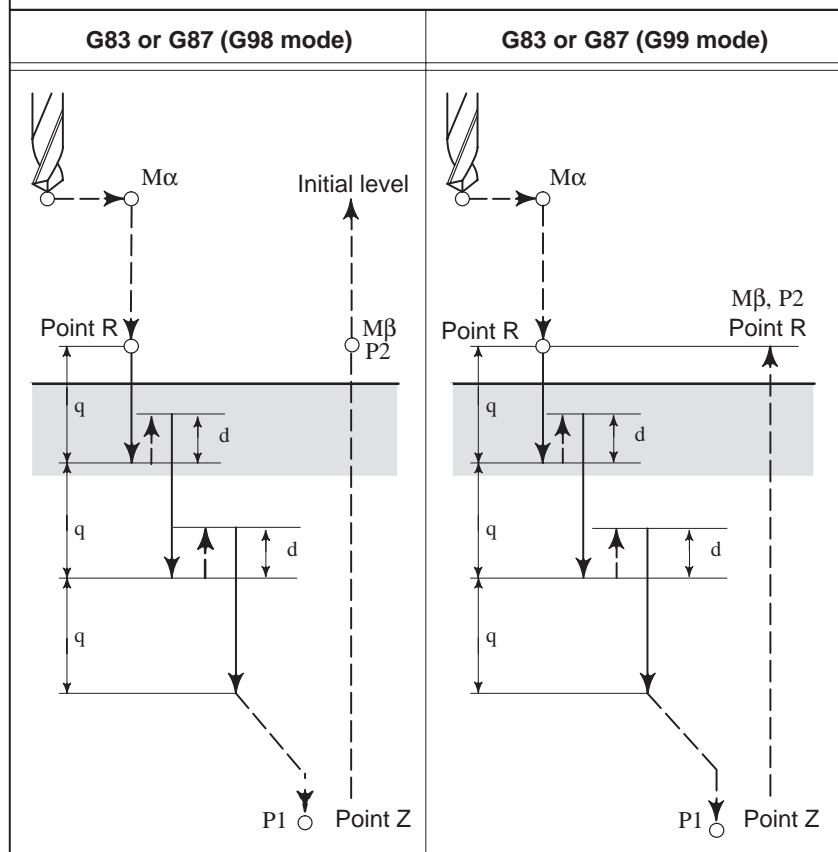 G83 or G87 (G98 mode)
G83 or G87 (G99 mode)
Mα
Initial level
Point R
Mβ
P2
q
d
q
d
q
P1
Point Z
Mα
Mβ, P2
Point R
Point R
q
d
q
d
q
P1
Point Z